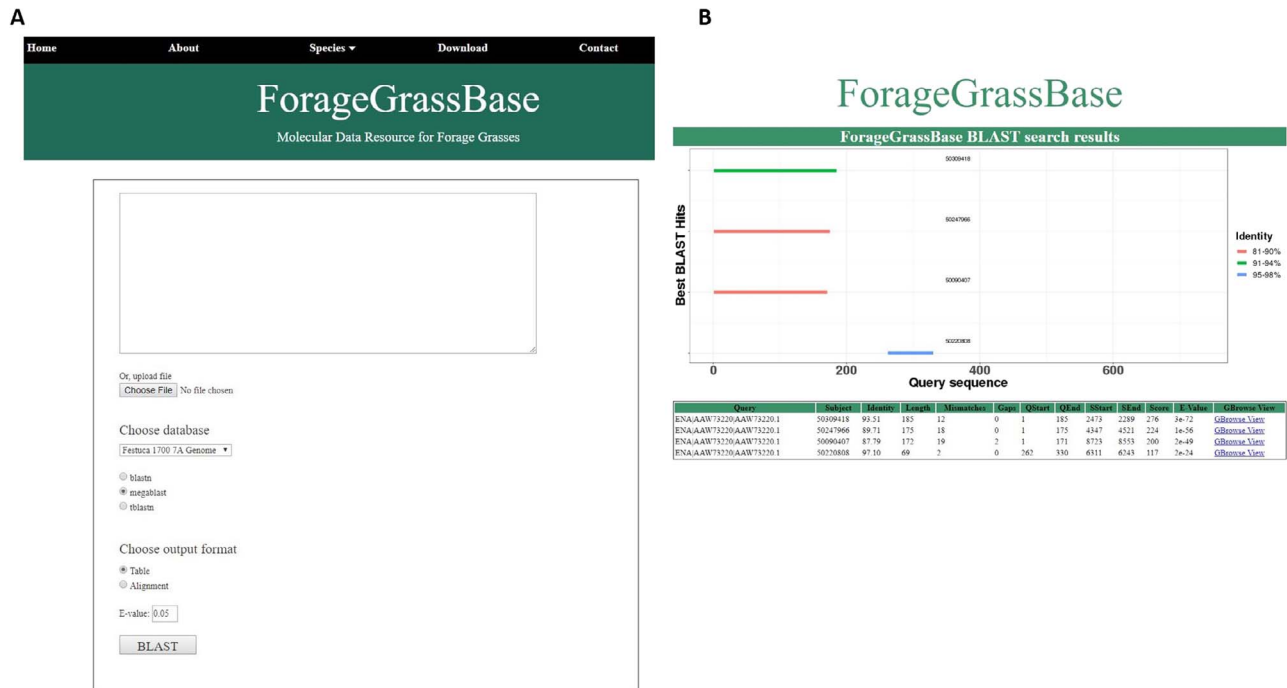 A
Home About Species ▾ Download Contact
ForageGrassBase
Molecular Data Resource for Forage Grasses
Or, upload file
Choose File No file chosen
Choose database
Festuca 1700 7A Genome ▼
blastn
megablast
tblastn
Choose output format
Table
Alignment
E-value: 0.05
BLAST
B
ForageGrassBase
ForageGrassBase BLAST search results
Best BLAST Hits
50309418
50247966
50090407
50220808
0 200 400 600
Query sequence
Identity
81-90%
91-94%
95-98%
Query Subject Identity Length Mismatches Gaps QStart QEnd SStart SEnd Score E-Value GBrowse View
ENA|AAW73220|AAW73220.1 50309418 93.51 185 12 0 1 185 2473 2289 276 3e-72 GBrowse View
ENA|AAW73220|AAW73220.1 50247966 89.71 175 18 0 1 175 4347 4521 224 1e-56 GBrowse View
ENA|AAW73220|AAW73220.1 50090407 87.79 172 19 2 1 171 8723 8553 200 2e-49 GBrowse View
ENA|AAW73220|AAW73220.1 50220808 97.10 69 2 0 262 330 6311 6243 117 2e-24 GBrowse View